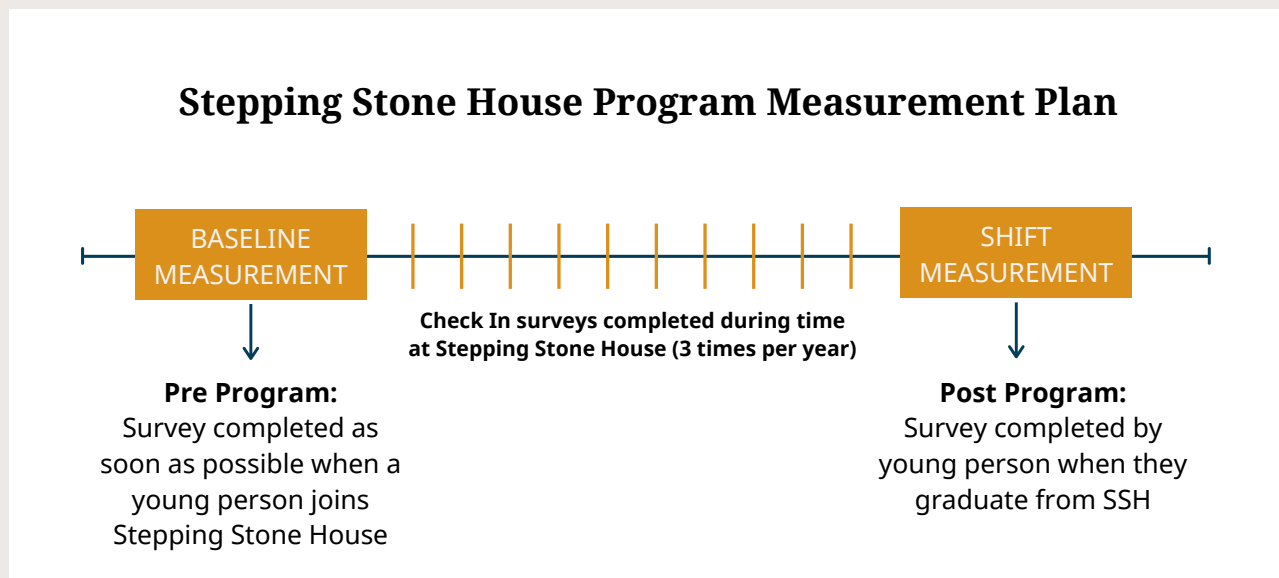 Stepping Stone House Program Measurement Plan
BASELINE
MEASUREMENT
SHIFT
MEASUREMENT
Check In surveys completed during time
at Stepping Stone House (3 times per year)
Pre Program:
Survey completed as
soon as possible when a
young person joins
Stepping Stone House
Post Program:
Survey completed by
young person when they
graduate from SSH